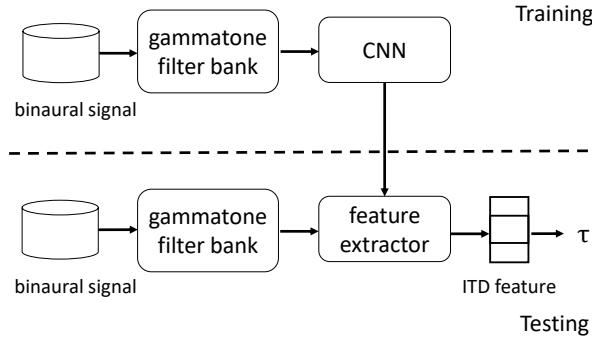 Training
gammatone
filter bank
CNN
binaural signal
gammatone
filter bank
feature
extractor
τ
binaural signal
ITD feature
Testing